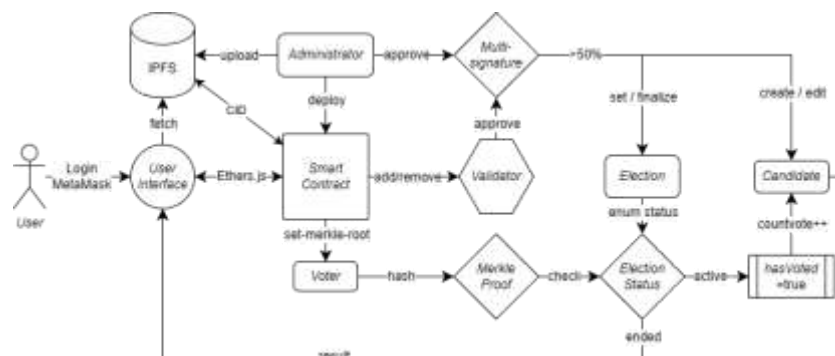 IPFS
upload
Administrator
approve
Multi-
signature
>50%
deploy
CID
set / finalize
create / edit
fetch
approve
Login
MetaMask
User
Interface
Ethers.js
Smart
Contract
add/remove
Validator
Election
Candidate
User
enum status
countvote++
set-merkle-root
Voter
hash
Merkle
Proof
check
Election
Status
active
hasVoted
=true
ended
result